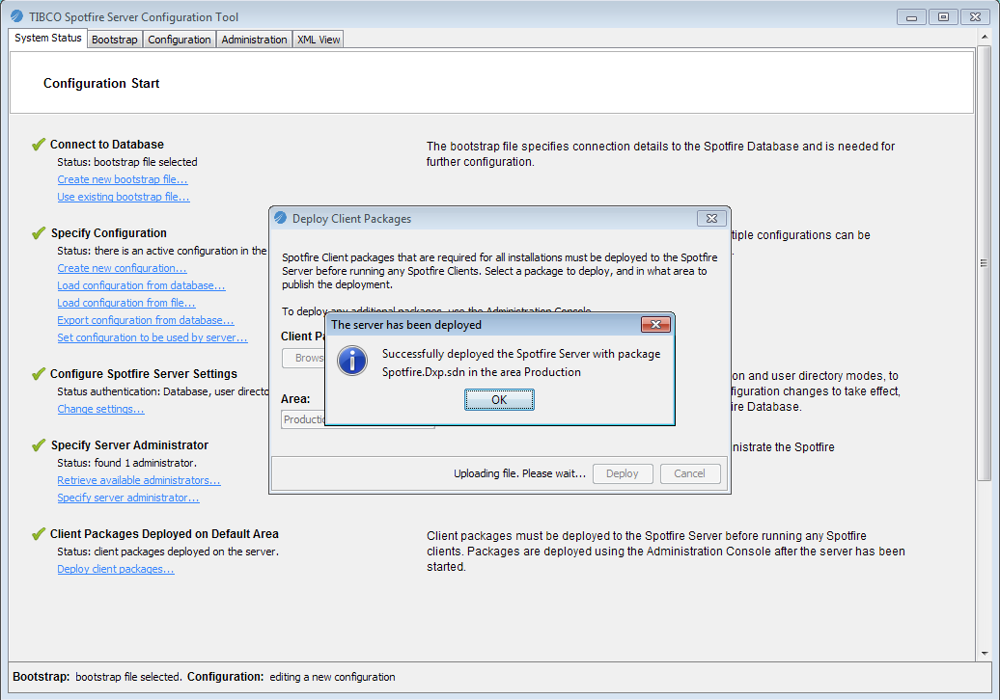 TIBCO Spotfire Server Configuration Tool
System Status Bootstrap Configuration Administration XML View
Configuration Start
Connect to Database
Status: bootstrap file selected
Create new bootstrap file...
Use existing bootstrap file...
The bootstrap file specifies connection details to the Spotfire Database and is needed for
further configuration.
Specify Configuration
Status: there is an active configuration in the
Create new configuration...
Load configuration from database...
Load configuration from file...
Export configuration from database...
Set configuration to be used by server...
tiple configurations can be
Configure Spotfire Server Settings
Status authentication: Database, user directo
Change settings...
on and user directory modes, to
figuration changes to take effect,
ire Database.
Specify Server Administrator
Status: found 1 administrator.
Retrieve available administrators...
Specify server administrator...
nistrate the Spotfire
Client Packages Deployed on Default Area
Status: client packages deployed on the server.
Deploy client packages...
Client packages must be deployed to the Spotfire Server before running any Spotfire
clients. Packages are deployed using the Administration Console after the server has been
started.
Deploy Client Packages
Spotfire Client packages that are required for all installations must be deployed to the Spotfire
Server before running any Spotfire Clients. Select a package to deploy, and in what area to
publish the deployment.
To deploy any additional packages, use the Administration Console.
Client Pa
Brows
Area:
Productio
Uploading file. Please wait... Deploy Cancel
The server has been deployed
Successfully deployed the Spotfire Server with package
Spotfire.Dxp.sdn in the area Production
OK
Bootstrap: bootstrap file selected. Configuration: editing a new configuration